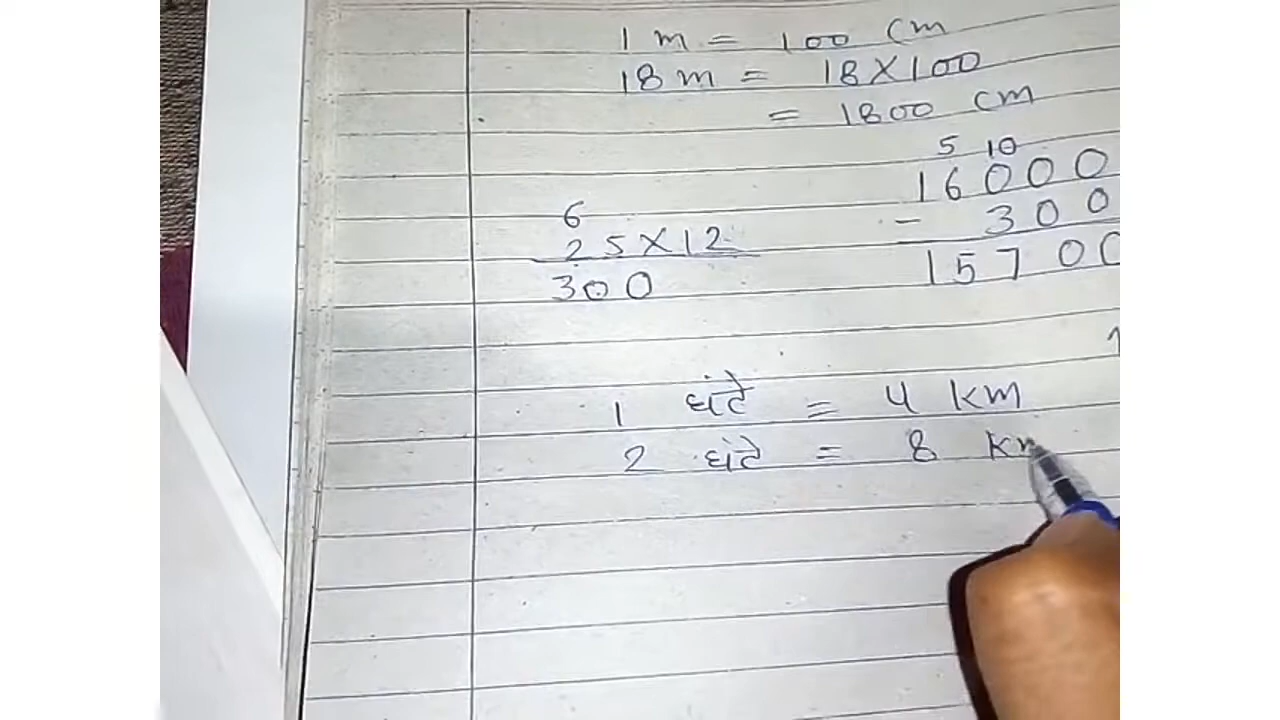 1 m = 100 cm
18 m = 18 X 100
= 1800 cm
5 10
16000
- 300
15700
6
25 X 12
300
1 घंटे = 4 km
2 घंटे = 8 km